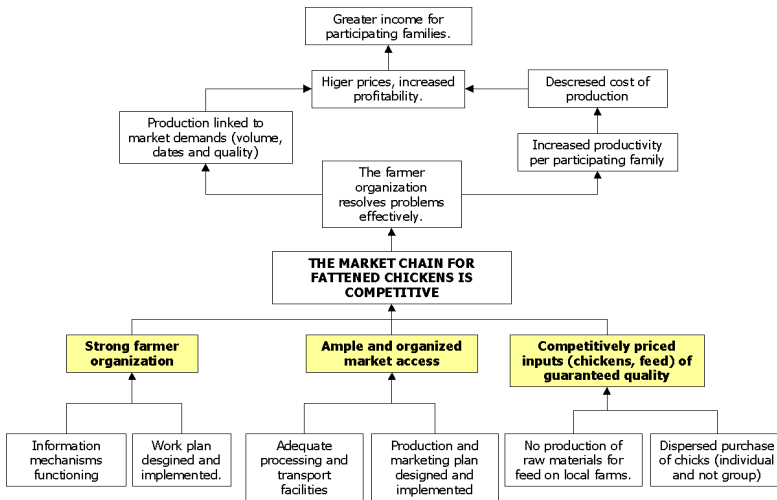 Greater income for
participating families.
Higer prices, increased
profitability.
Descresed cost of
production
Production linked to
market demands (volume,
dates and quality)
Increased productivity
per participating family
The farmer
organization
resolves problems
effectively.
THE MARKET CHAIN FOR
FATTENED CHICKENS IS
COMPETITIVE
Strong farmer
organization
Ample and organized
market access
Competitively priced
inputs (chickens, feed) of
guaranteed quality
Information
mechanisms
functioning
Work plan
desgined and
implemented.
Adequate
processing and
transport
facilities
Production and
marketing plan
designed and
implemented
No production of
raw materials for
feed on local farms.
Dispersed purchase
of chicks (individual
and not group)